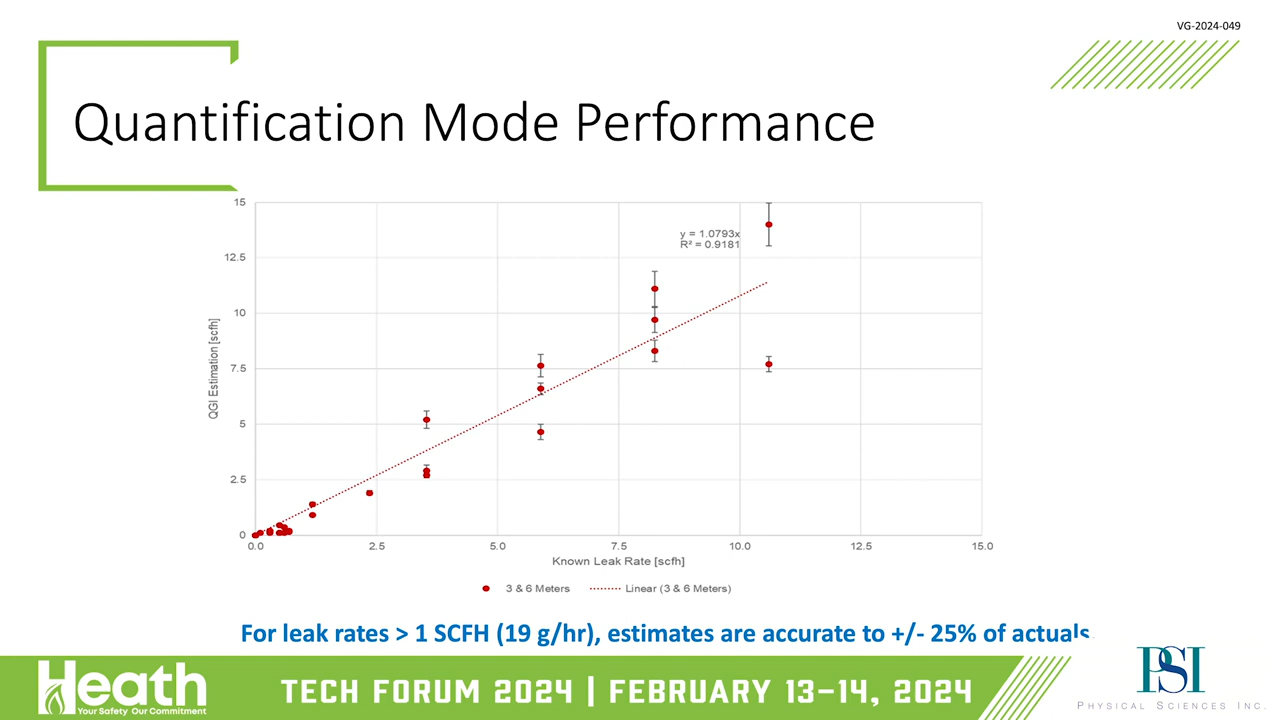 VG-2024-049
Quantification Mode Performance
15
12.5
10
7.5
5
2.5
0
QGI Estimation [scfh]
y = 1.0793x
R² = 0.9181
0.0 2.5 5.0 7.5 10.0 12.5 15.0
Known Leak Rate [scfh]
3 & 6 Meters Linear (3 & 6 Meters)
For leak rates > 1 SCFH (19 g/hr), estimates are accurate to +/- 25% of actuals.
Heath
Your Safety Our Commitment
TECH FORUM 2024 | FEBRUARY 13–14, 2024
PSI
PHYSICAL SCIENCES INC.